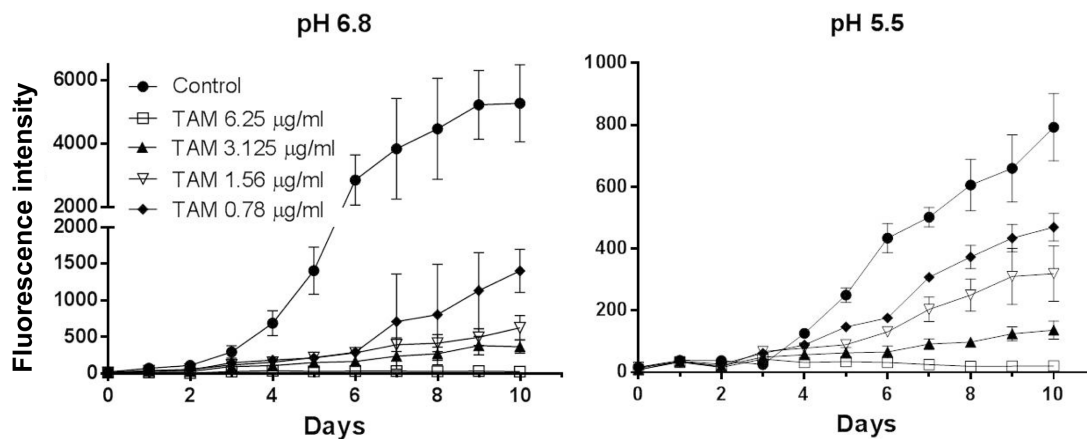 pH 6.8
Fluorescence intensity
6000
4000
2000
2000
1500
1000
500
0
Control
TAM 6.25 μg/ml
TAM 3.125 μg/ml
TAM 1.56 μg/ml
TAM 0.78 μg/ml
0 2 4 6 8 10
Days
pH 5.5
1000
800
600
400
200
0
0 2 4 6 8 10
Days